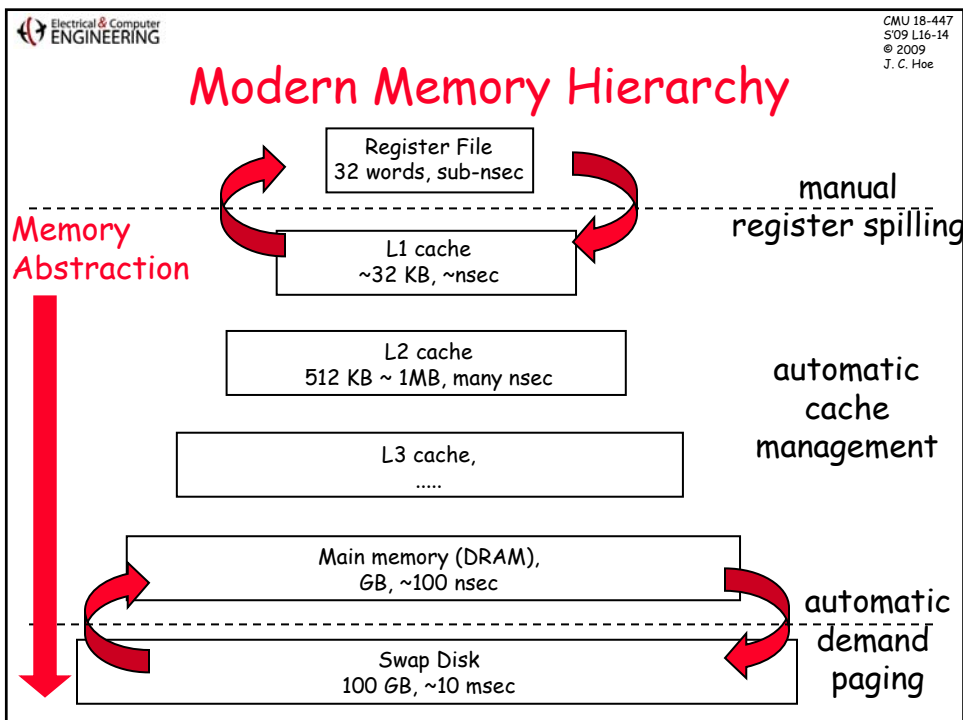 Electrical & Computer
ENGINEERING
CMU 18-447
S'09 L16-14
© 2009
J. C. Hoe
Modern Memory Hierarchy
Register File
32 words, sub-nsec
manual
register spilling
Memory
Abstraction
L1 cache
~32 KB, ~nsec
L2 cache
512 KB ~ 1MB, many nsec
automatic
cache
management
L3 cache,
.....
Main memory (DRAM),
GB, ~100 nsec
automatic
demand
paging
Swap Disk
100 GB, ~10 msec